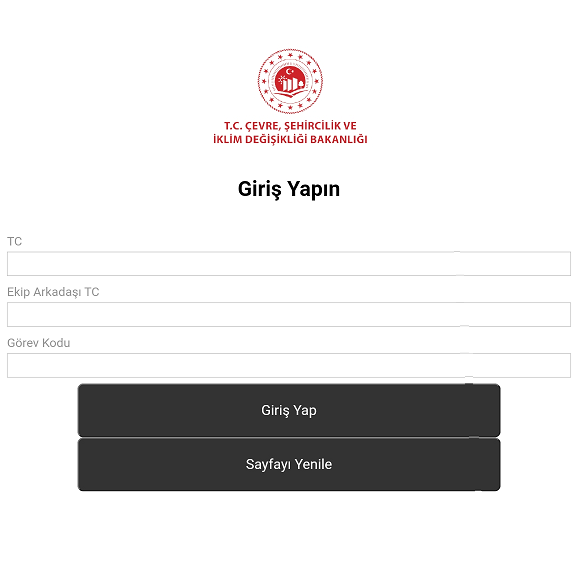 T.C. ÇEVRE, ŞEHİRCİLİK VE
İKLİM DEĞİŞİKLİĞİ BAKANLIĞI
Giriş Yapın
TC
Ekip Arkadaşı TC
Görev Kodu
Giriş Yap
Sayfayı Yenile